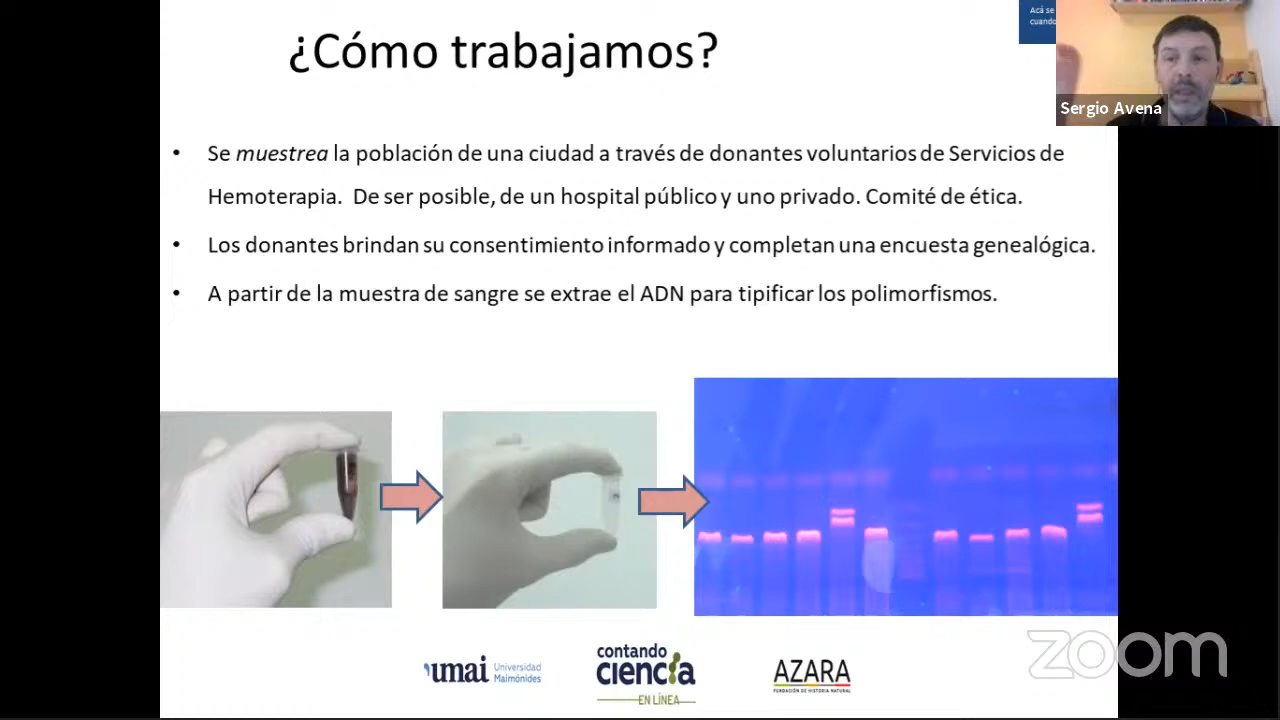 ¿Cómo trabajamos?
Acá se
cuando
Sergio Avena
• Se muestrea la población de una ciudad a través de donantes voluntarios de Servicios de
Hemoterapia. De ser posible, de un hospital público y uno privado. Comité de ética.
• Los donantes brindan su consentimiento informado y completan una encuesta genealógica.
• A partir de la muestra de sangre se extrae el ADN para tipificar los polimorfismos.
umai Universidad
Maimónides
contando
ciencia
EN LÍNEA
AZARA
FUNDACIÓN DE HISTORIA NATURAL
zoom